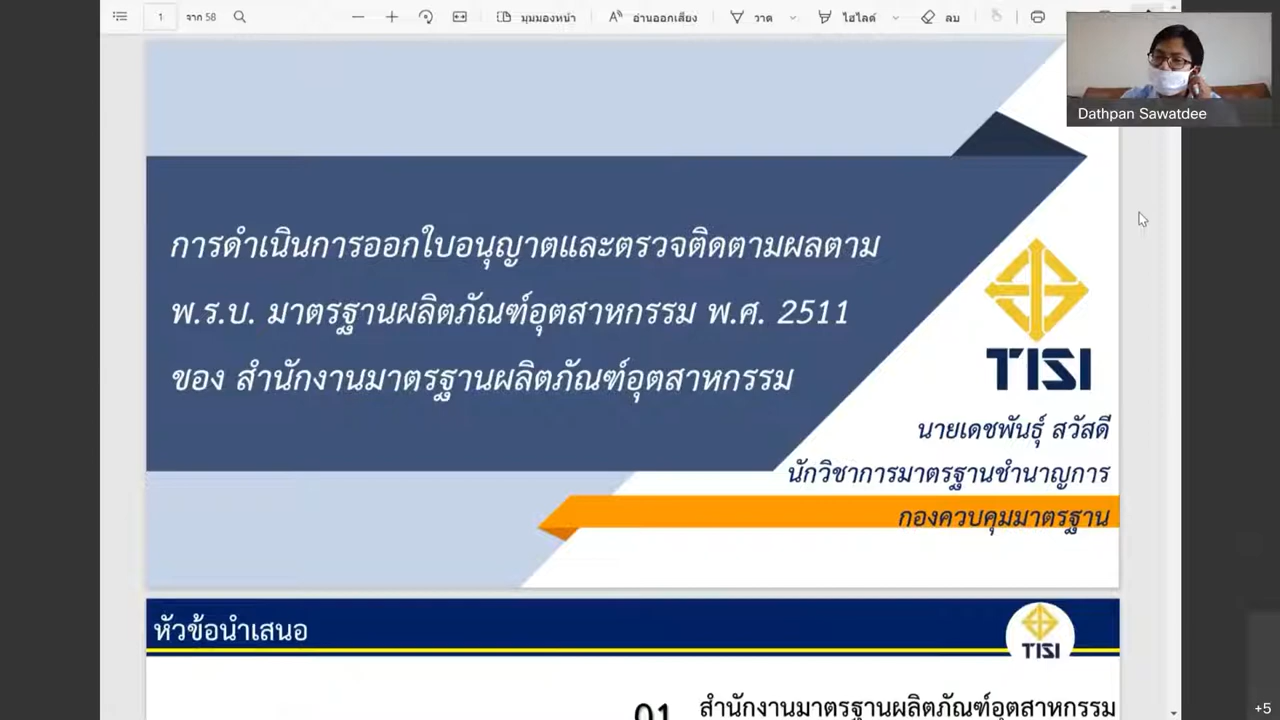 1
จาก 58
มุมมองหน้า
อ่านออกเสียง
วาด
ไฮไลต์
ลบ
Dathpan Sawatdee
การดำเนินการออกใบอนุญาตและตรวจติดตามผลตาม
พ.ร.บ. มาตรฐานผลิตภัณฑ์อุตสาหกรรม พ.ศ. 2511
ของ สำนักงานมาตรฐานผลิตภัณฑ์อุตสาหกรรม
TISI
นายเดชพันธุ์ สวัสดี
นักวิชาการมาตรฐานชำนาญการ
กองควบคุมมาตรฐาน
หัวข้อนำเสนอ
TISI
01
สำนักงานมาตรฐานผลิตภัณฑ์อุตสาหกรรม
+5